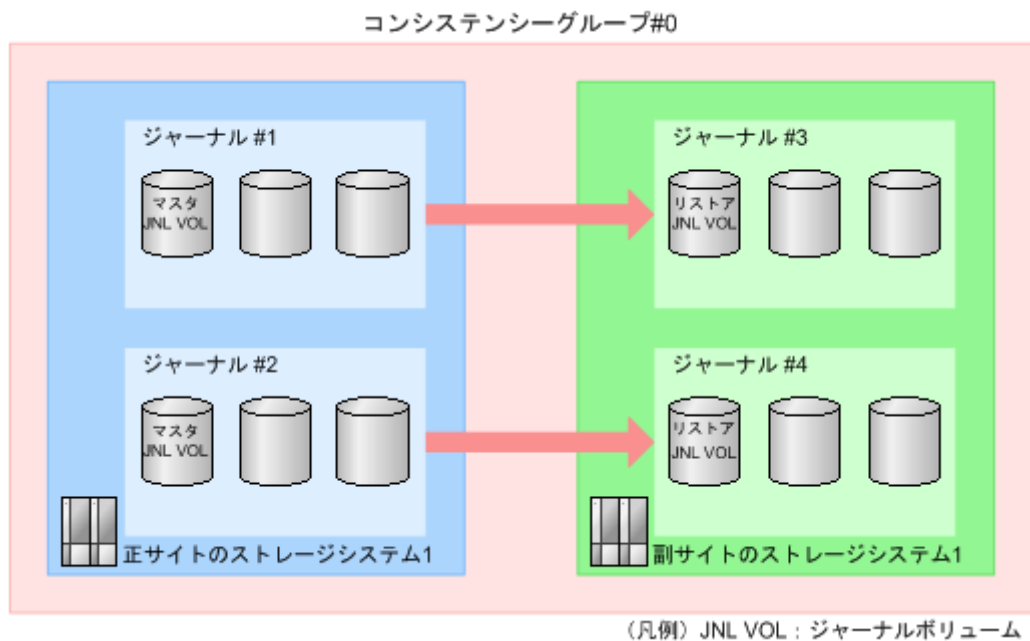 コンシステンシーグループ#0
ジャーナル #1
マスタ
JNL VOL
ジャーナル #3
リストア
JNL VOL
ジャーナル #2
マスタ
JNL VOL
ジャーナル #4
リストア
JNL VOL
正サイトのストレージシステム1
副サイトのストレージシステム1
（凡例）JNL VOL：ジャーナルボリューム